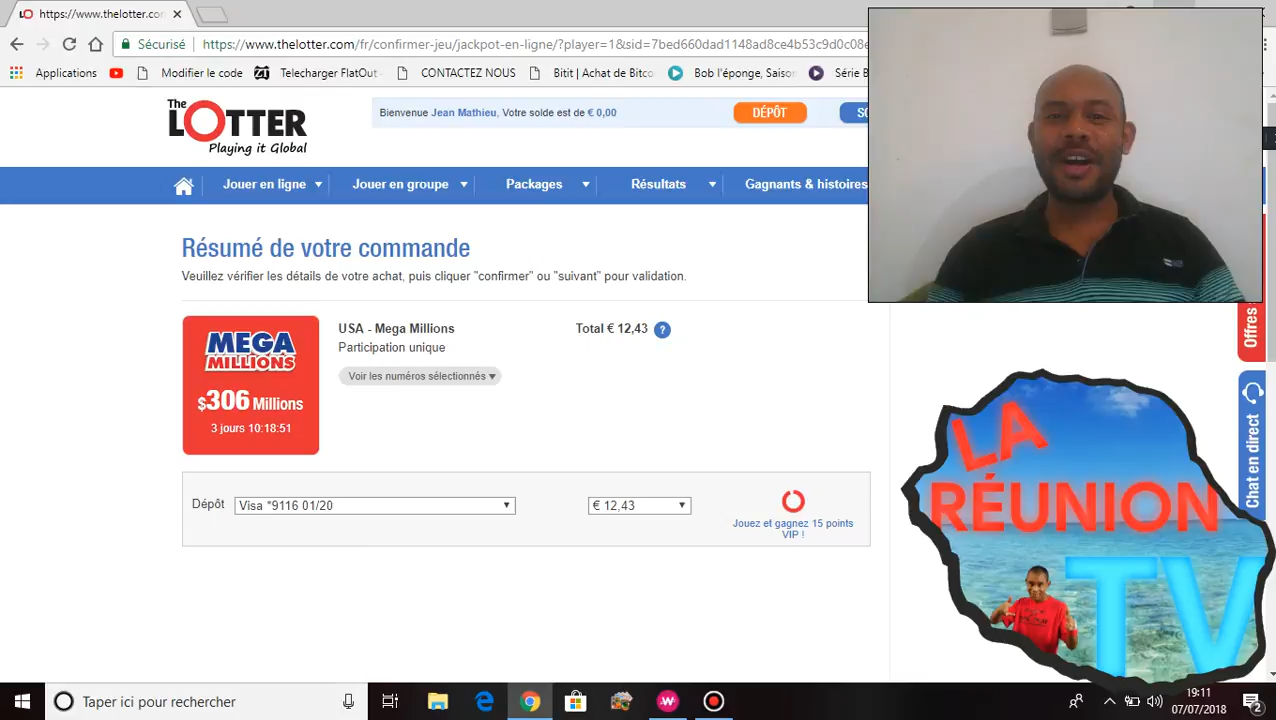 https://www.thelotter.com
Sécurisé
https://www.thelotter.com/fr/confirmer-jeu/jackpot-en-ligne/?player=1&sid=7bed660dad1148ad8ce4b53c9d0c08e
Applications
Modifier le code
Telecharger FlatOut
CONTACTEZ NOUS
Bitit | Achat de Bitco
Bob l'éponge, Saison
Série B
The LOTTER
Playing it Global
Bienvenue Jean Mathieu, Votre solde est de € 0,00
DÉPÔT
Jouer en ligne
Jouer en groupe
Packages
Résultats
Gagnants & histoires
Résumé de votre commande
Veuillez vérifier les détails de votre achat, puis cliquer "confirmer" ou "suivant" pour validation.
MEGA MILLIONS
$306 Millions
3 jours 10:18:51
USA - Mega Millions
Participation unique
Voir les numéros sélectionnés
Total € 12,43
?
Dépôt
Visa *9116 01/20
€ 12,43
Jouez et gagnez 15 points
VIP !
Offres
Chat en direct
LA
RÉUNION
TV
Taper ici pour rechercher
19:11
07/07/2018
2